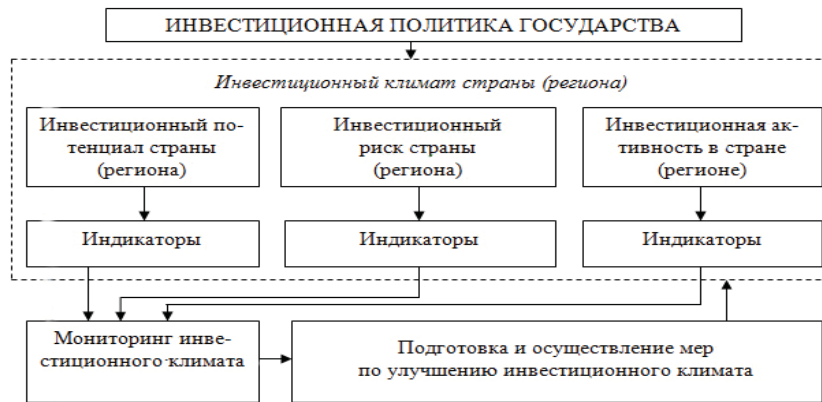 ИНВЕСТИЦИОННАЯ ПОЛИТИКА ГОСУДАРСТВА
Инвестиционный климат страны (региона)
Инвестиционный по-
тенциал страны
(региона)
Инвестиционный
риск страны
(региона)
Инвестиционная ак-
тивность в стране
(регионе)
Индикаторы
Индикаторы
Индикаторы
Мониторинг инве-
стиционного климата
Подготовка и осуществление мер
по улучшению инвестиционного климата